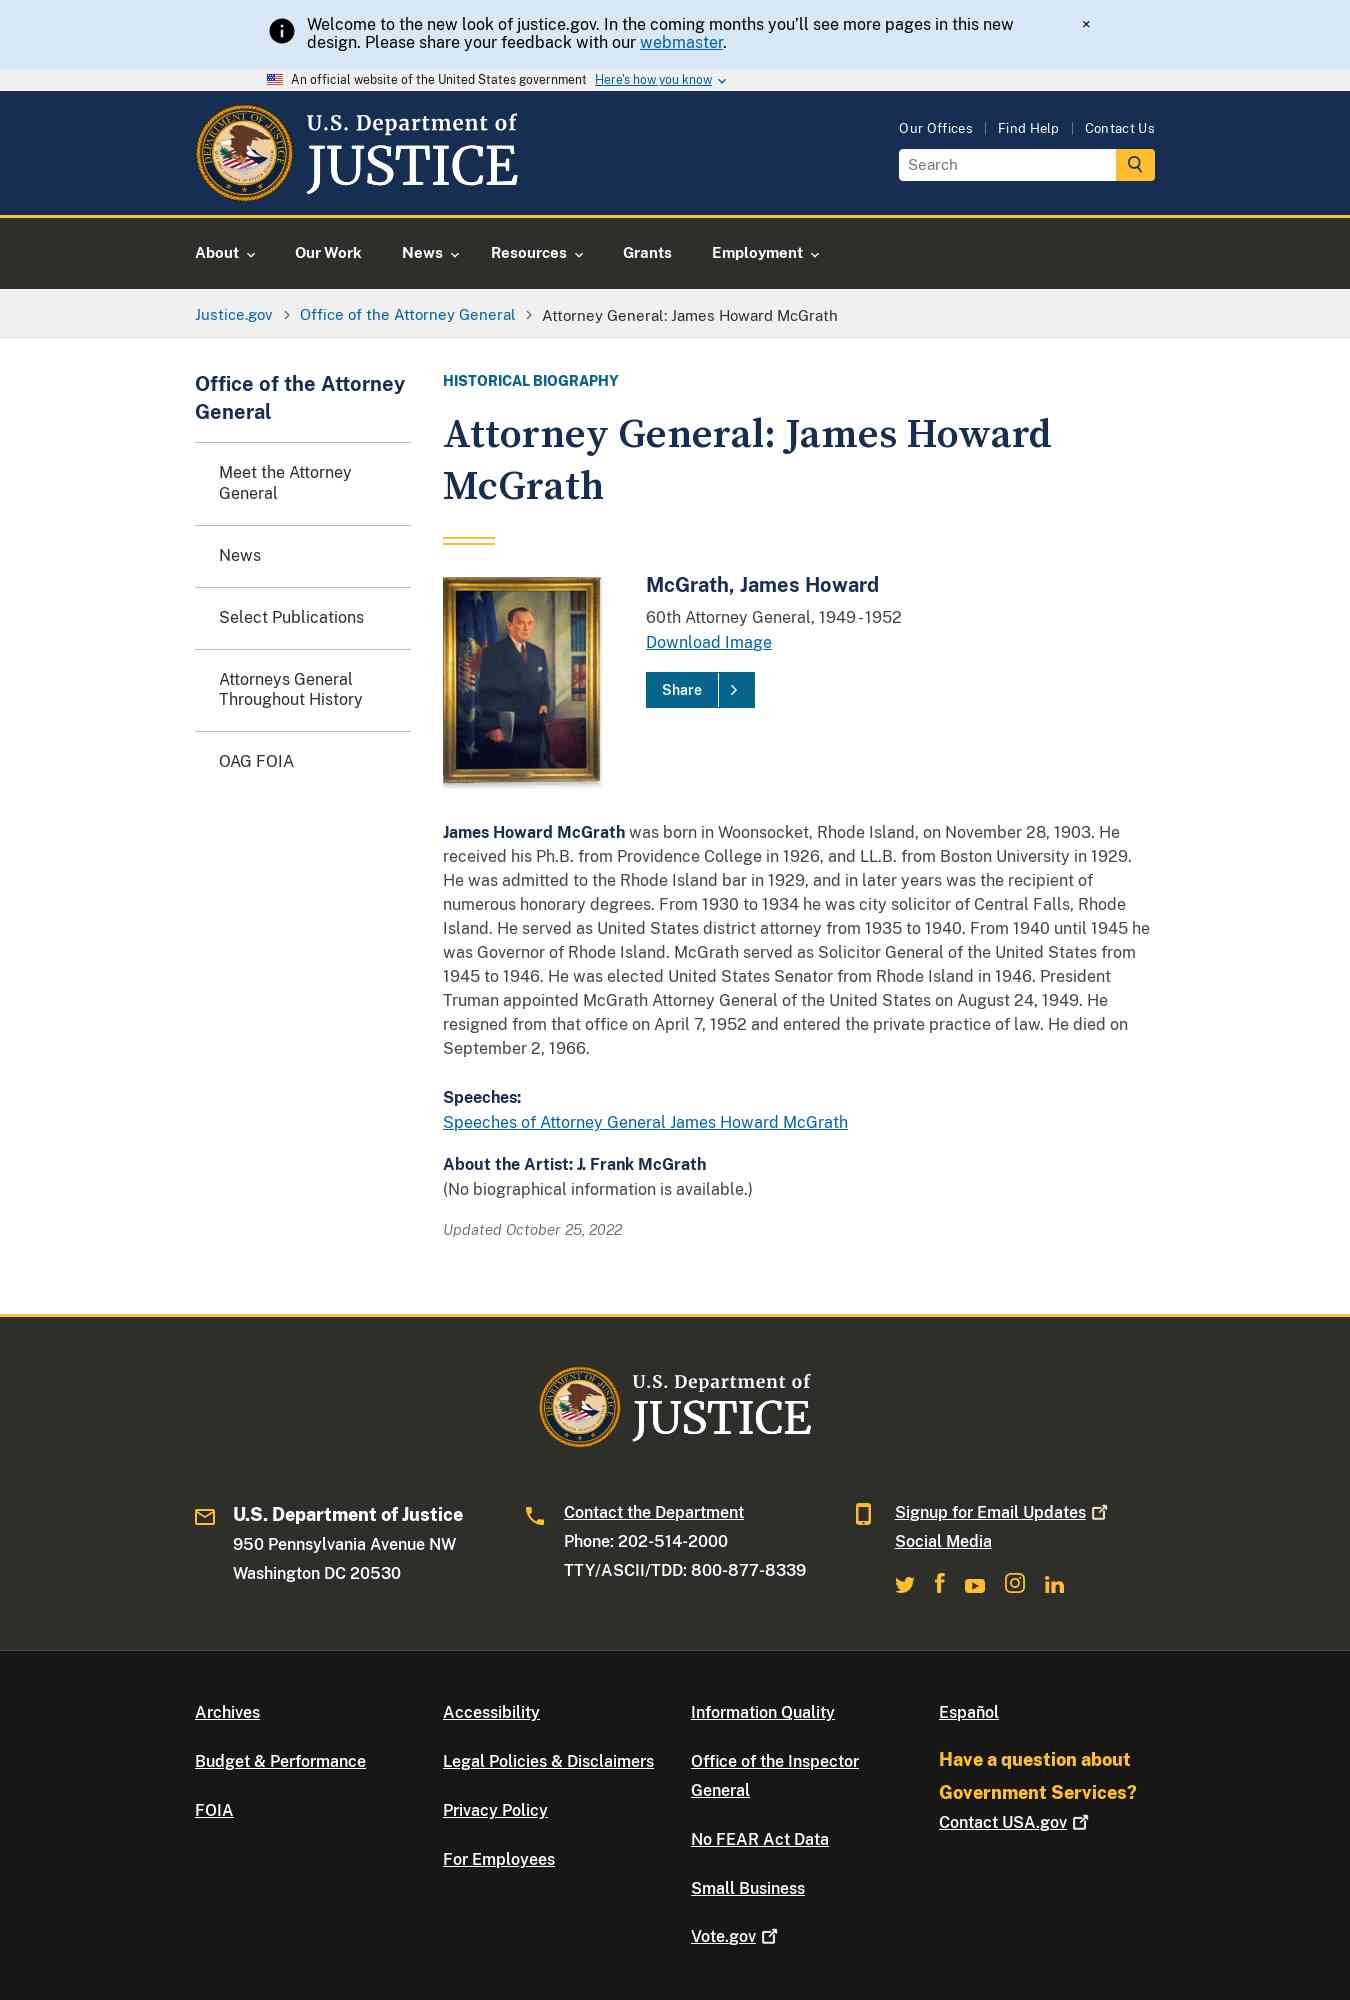 Welcome to the new look of justice.gov. In the coming months you’ll see more pages in this new
design. Please share your feedback with our webmaster.
×
An official website of the United States government Here's how you know
U.S. Department of
JUSTICE
Our Offices
Find Help
Contact Us
Search
About
Our Work
News
Resources
Grants
Employment
Justice.gov
Office of the Attorney General
Attorney General: James Howard McGrath
Office of the Attorney
General
Meet the Attorney
General
News
Select Publications
Attorneys General
Throughout History
OAG FOIA
HISTORICAL BIOGRAPHY
Attorney General: James Howard
McGrath
McGrath, James Howard
60th Attorney General, 1949 - 1952
Download Image
Share
James Howard McGrath was born in Woonsocket, Rhode Island, on November 28, 1903. He
received his Ph.B. from Providence College in 1926, and LL.B. from Boston University in 1929.
He was admitted to the Rhode Island bar in 1929, and in later years was the recipient of
numerous honorary degrees. From 1930 to 1934 he was city solicitor of Central Falls, Rhode
Island. He served as United States district attorney from 1935 to 1940. From 1940 until 1945 he
was Governor of Rhode Island. McGrath served as Solicitor General of the United States from
1945 to 1946. He was elected United States Senator from Rhode Island in 1946. President
Truman appointed McGrath Attorney General of the United States on August 24, 1949. He
resigned from that office on April 7, 1952 and entered the private practice of law. He died on
September 2, 1966.
Speeches:
Speeches of Attorney General James Howard McGrath
About the Artist: J. Frank McGrath
(No biographical information is available.)
Updated October 25, 2022
U.S. Department of
JUSTICE
U.S. Department of Justice
950 Pennsylvania Avenue NW
Washington DC 20530
Contact the Department
Phone: 202-514-2000
TTY/ASCII/TDD: 800-877-8339
Signup for Email Updates
Social Media
Archives
Budget & Performance
FOIA
Accessibility
Legal Policies & Disclaimers
Privacy Policy
For Employees
Information Quality
Office of the Inspector
General
No FEAR Act Data
Small Business
Vote.gov
Español
Have a question about
Government Services?
Contact USA.gov